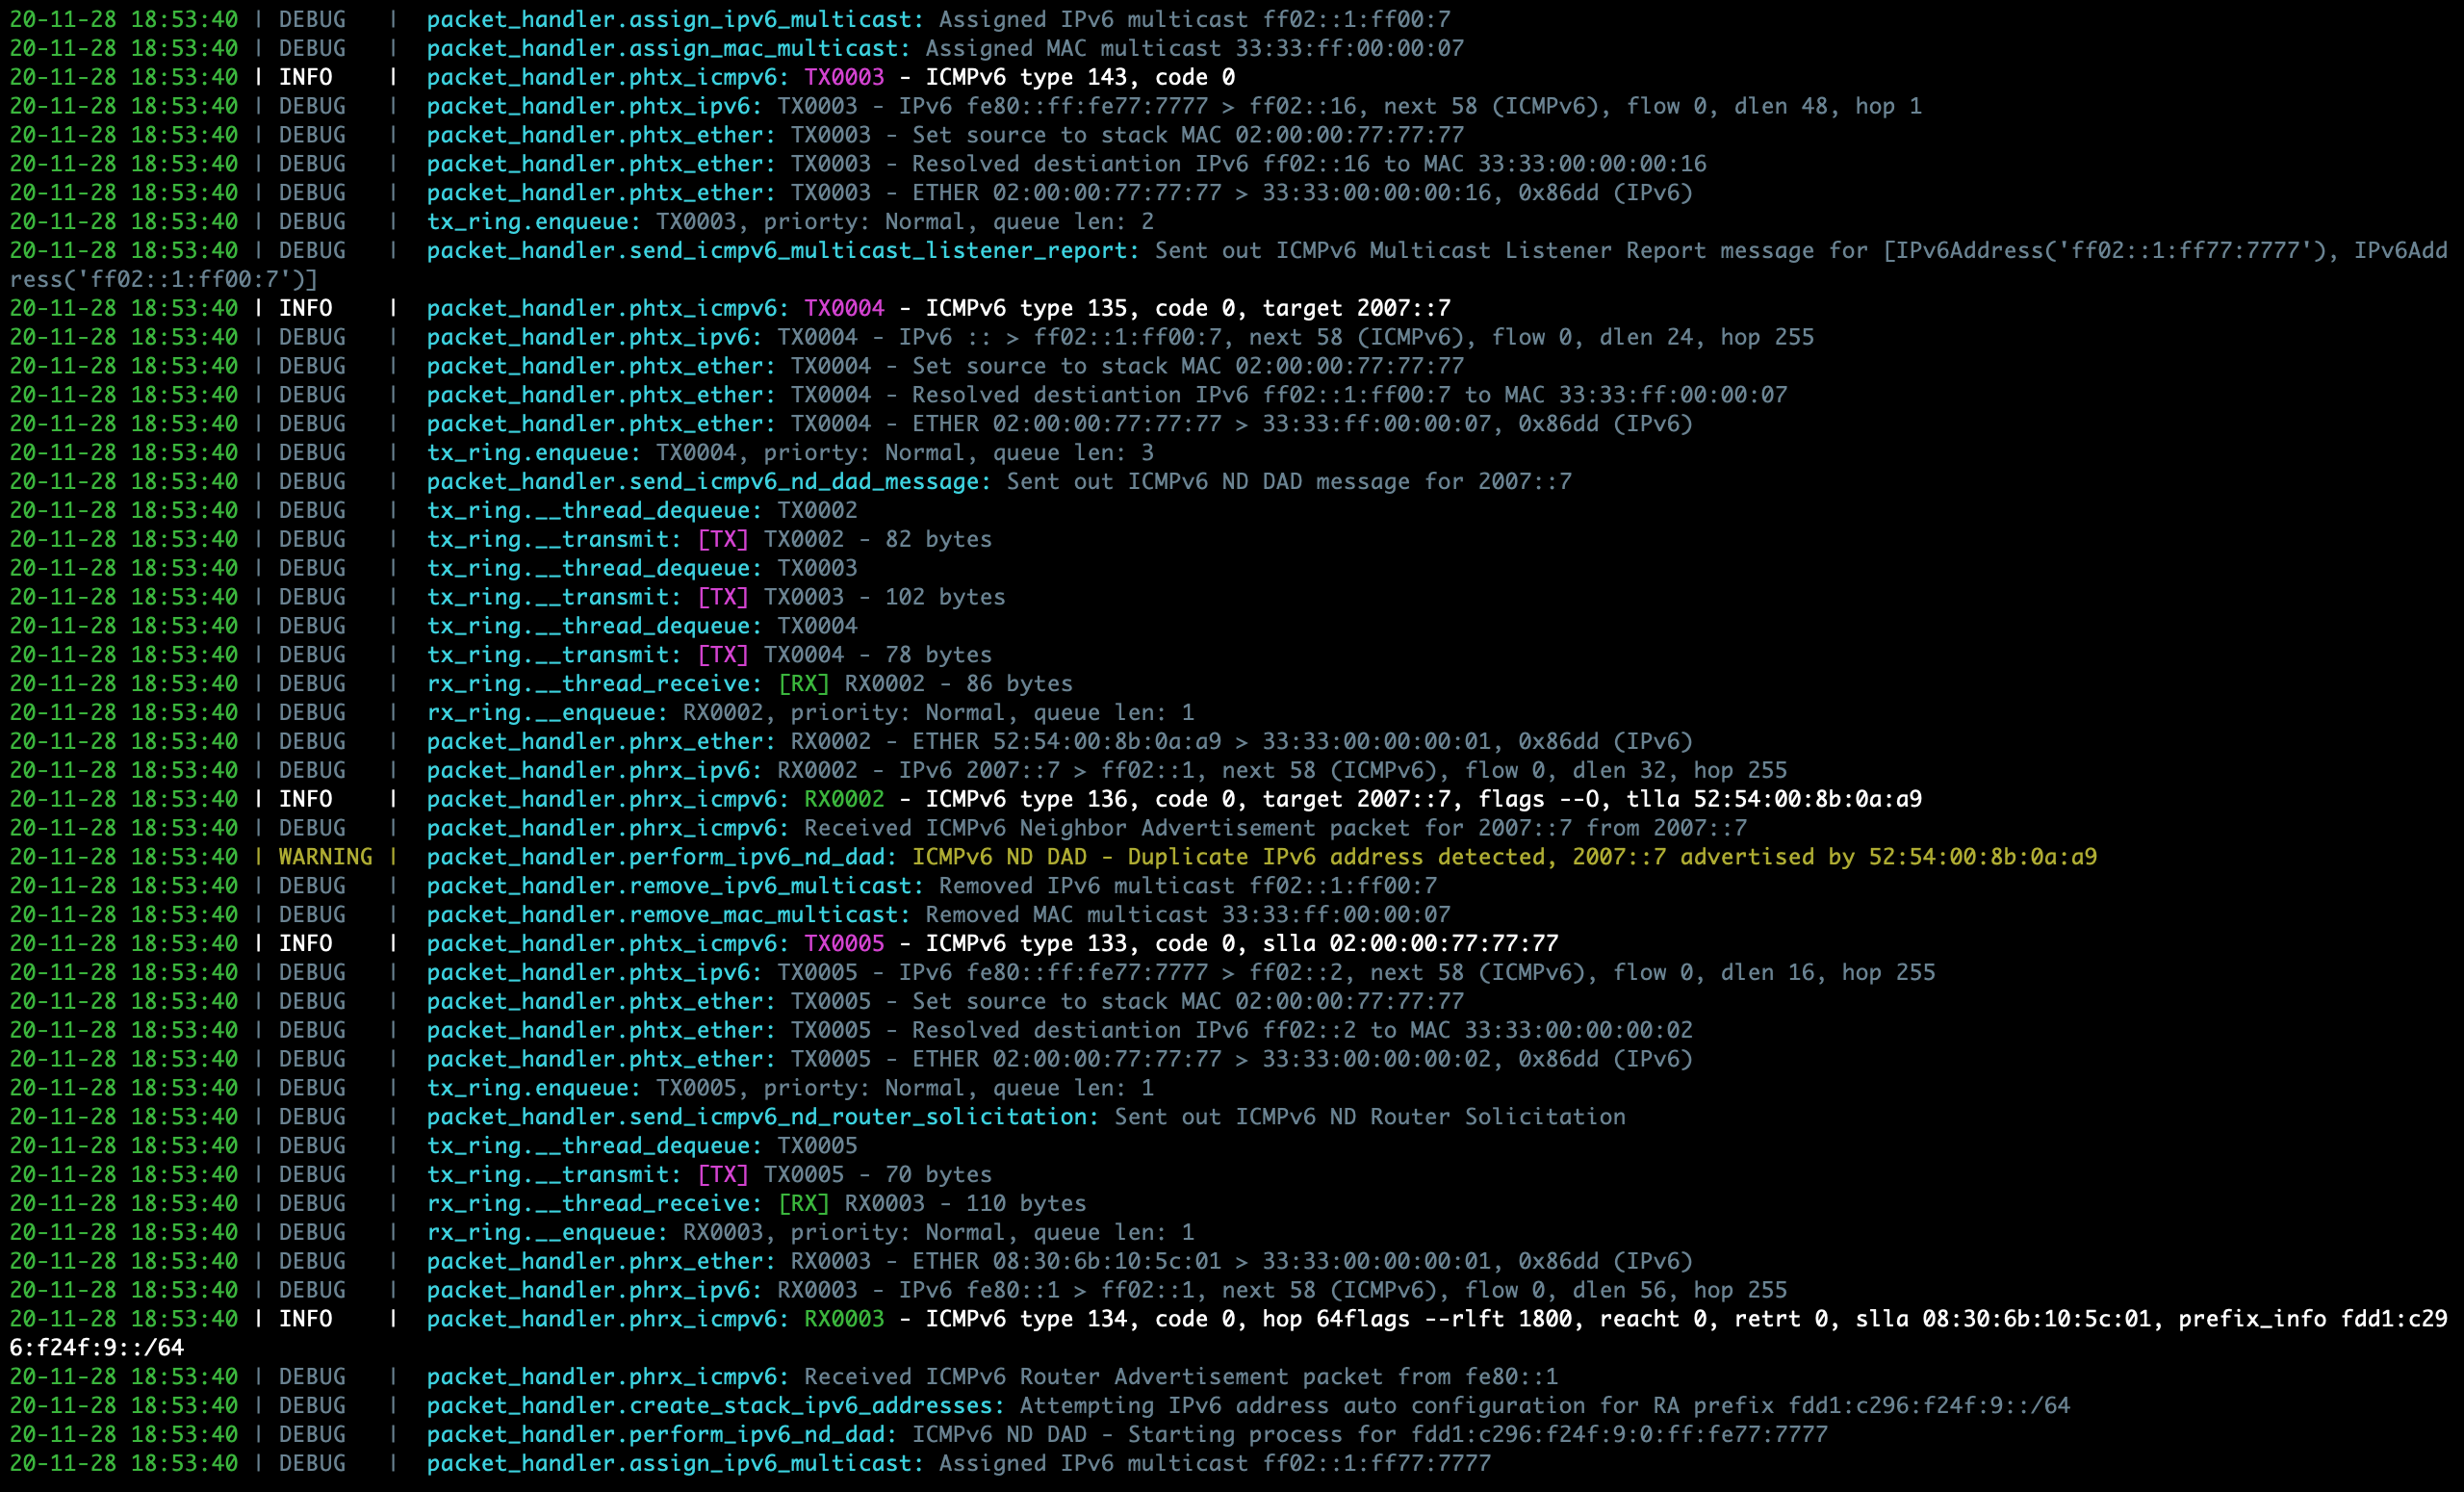 20-11-28 18:53:40 | DEBUG   |  packet_handler.assign_ipv6_multicast: Assigned IPv6 multicast ff02::1:ff00:7
20-11-28 18:53:40 | DEBUG   |  packet_handler.assign_mac_multicast: Assigned MAC multicast 33:33:ff:00:00:07
20-11-28 18:53:40 | INFO    |  packet_handler.phtx_icmpv6: TX0003 - ICMPv6 type 143, code 0
20-11-28 18:53:40 | DEBUG   |  packet_handler.phtx_ipv6: TX0003 - IPv6 fe80::ff:fe77:7777 > ff02::16, next 58 (ICMPv6), flow 0, dlen 48, hop 1
20-11-28 18:53:40 | DEBUG   |  packet_handler.phtx_ether: TX0003 - Set source to stack MAC 02:00:00:77:77:77
20-11-28 18:53:40 | DEBUG   |  packet_handler.phtx_ether: TX0003 - Resolved destiantion IPv6 ff02::16 to MAC 33:33:00:00:00:16
20-11-28 18:53:40 | DEBUG   |  packet_handler.phtx_ether: TX0003 - ETHER 02:00:00:77:77:77 > 33:33:00:00:00:16, 0x86dd (IPv6)
20-11-28 18:53:40 | DEBUG   |  tx_ring.enqueue: TX0003, priorty: Normal, queue len: 2
20-11-28 18:53:40 | DEBUG   |  packet_handler.send_icmpv6_multicast_listener_report: Sent out ICMPv6 Multicast Listener Report message for [IPv6Address('ff02::1:ff77:7777'), IPv6Add
ress('ff02::1:ff00:7')]
20-11-28 18:53:40 | INFO    |  packet_handler.phtx_icmpv6: TX0004 - ICMPv6 type 135, code 0, target 2007::7
20-11-28 18:53:40 | DEBUG   |  packet_handler.phtx_ipv6: TX0004 - IPv6 :: > ff02::1:ff00:7, next 58 (ICMPv6), flow 0, dlen 24, hop 255
20-11-28 18:53:40 | DEBUG   |  packet_handler.phtx_ether: TX0004 - Set source to stack MAC 02:00:00:77:77:77
20-11-28 18:53:40 | DEBUG   |  packet_handler.phtx_ether: TX0004 - Resolved destiantion IPv6 ff02::1:ff00:7 to MAC 33:33:ff:00:00:07
20-11-28 18:53:40 | DEBUG   |  packet_handler.phtx_ether: TX0004 - ETHER 02:00:00:77:77:77 > 33:33:ff:00:00:07, 0x86dd (IPv6)
20-11-28 18:53:40 | DEBUG   |  tx_ring.enqueue: TX0004, priorty: Normal, queue len: 3
20-11-28 18:53:40 | DEBUG   |  packet_handler.send_icmpv6_nd_dad_message: Sent out ICMPv6 ND DAD message for 2007::7
20-11-28 18:53:40 | DEBUG   |  tx_ring.__thread_dequeue: TX0002
20-11-28 18:53:40 | DEBUG   |  tx_ring.__transmit: [TX] TX0002 - 82 bytes
20-11-28 18:53:40 | DEBUG   |  tx_ring.__thread_dequeue: TX0003
20-11-28 18:53:40 | DEBUG   |  tx_ring.__transmit: [TX] TX0003 - 102 bytes
20-11-28 18:53:40 | DEBUG   |  tx_ring.__thread_dequeue: TX0004
20-11-28 18:53:40 | DEBUG   |  tx_ring.__transmit: [TX] TX0004 - 78 bytes
20-11-28 18:53:40 | DEBUG   |  rx_ring.__thread_receive: [RX] RX0002 - 86 bytes
20-11-28 18:53:40 | DEBUG   |  rx_ring.__enqueue: RX0002, priority: Normal, queue len: 1
20-11-28 18:53:40 | DEBUG   |  packet_handler.phrx_ether: RX0002 - ETHER 52:54:00:8b:0a:a9 > 33:33:00:00:00:01, 0x86dd (IPv6)
20-11-28 18:53:40 | DEBUG   |  packet_handler.phrx_ipv6: RX0002 - IPv6 2007::7 > ff02::1, next 58 (ICMPv6), flow 0, dlen 32, hop 255
20-11-28 18:53:40 | INFO    |  packet_handler.phrx_icmpv6: RX0002 - ICMPv6 type 136, code 0, target 2007::7, flags --O, tlla 52:54:00:8b:0a:a9
20-11-28 18:53:40 | DEBUG   |  packet_handler.phrx_icmpv6: Received ICMPv6 Neighbor Advertisement packet for 2007::7 from 2007::7
20-11-28 18:53:40 | WARNING |  packet_handler.perform_ipv6_nd_dad: ICMPv6 ND DAD - Duplicate IPv6 address detected, 2007::7 advertised by 52:54:00:8b:0a:a9
20-11-28 18:53:40 | DEBUG   |  packet_handler.remove_ipv6_multicast: Removed IPv6 multicast ff02::1:ff00:7
20-11-28 18:53:40 | DEBUG   |  packet_handler.remove_mac_multicast: Removed MAC multicast 33:33:ff:00:00:07
20-11-28 18:53:40 | INFO    |  packet_handler.phtx_icmpv6: TX0005 - ICMPv6 type 133, code 0, slla 02:00:00:77:77:77
20-11-28 18:53:40 | DEBUG   |  packet_handler.phtx_ipv6: TX0005 - IPv6 fe80::ff:fe77:7777 > ff02::2, next 58 (ICMPv6), flow 0, dlen 16, hop 255
20-11-28 18:53:40 | DEBUG   |  packet_handler.phtx_ether: TX0005 - Set source to stack MAC 02:00:00:77:77:77
20-11-28 18:53:40 | DEBUG   |  packet_handler.phtx_ether: TX0005 - Resolved destiantion IPv6 ff02::2 to MAC 33:33:00:00:00:02
20-11-28 18:53:40 | DEBUG   |  packet_handler.phtx_ether: TX0005 - ETHER 02:00:00:77:77:77 > 33:33:00:00:00:02, 0x86dd (IPv6)
20-11-28 18:53:40 | DEBUG   |  tx_ring.enqueue: TX0005, priorty: Normal, queue len: 1
20-11-28 18:53:40 | DEBUG   |  packet_handler.send_icmpv6_nd_router_solicitation: Sent out ICMPv6 ND Router Solicitation
20-11-28 18:53:40 | DEBUG   |  tx_ring.__thread_dequeue: TX0005
20-11-28 18:53:40 | DEBUG   |  tx_ring.__transmit: [TX] TX0005 - 70 bytes
20-11-28 18:53:40 | DEBUG   |  rx_ring.__thread_receive: [RX] RX0003 - 110 bytes
20-11-28 18:53:40 | DEBUG   |  rx_ring.__enqueue: RX0003, priority: Normal, queue len: 1
20-11-28 18:53:40 | DEBUG   |  packet_handler.phrx_ether: RX0003 - ETHER 08:30:6b:10:5c:01 > 33:33:00:00:00:01, 0x86dd (IPv6)
20-11-28 18:53:40 | DEBUG   |  packet_handler.phrx_ipv6: RX0003 - IPv6 fe80::1 > ff02::1, next 58 (ICMPv6), flow 0, dlen 56, hop 255
20-11-28 18:53:40 | INFO    |  packet_handler.phrx_icmpv6: RX0003 - ICMPv6 type 134, code 0, hop 64flags --rlft 1800, reacht 0, retrt 0, slla 08:30:6b:10:5c:01, prefix_info fdd1:c29
6:f24f:9::/64
20-11-28 18:53:40 | DEBUG   |  packet_handler.phrx_icmpv6: Received ICMPv6 Router Advertisement packet from fe80::1
20-11-28 18:53:40 | DEBUG   |  packet_handler.create_stack_ipv6_addresses: Attempting IPv6 address auto configuration for RA prefix fdd1:c296:f24f:9::/64
20-11-28 18:53:40 | DEBUG   |  packet_handler.perform_ipv6_nd_dad: ICMPv6 ND DAD - Starting process for fdd1:c296:f24f:9:0:ff:fe77:7777
20-11-28 18:53:40 | DEBUG   |  packet_handler.assign_ipv6_multicast: Assigned IPv6 multicast ff02::1:ff77:7777